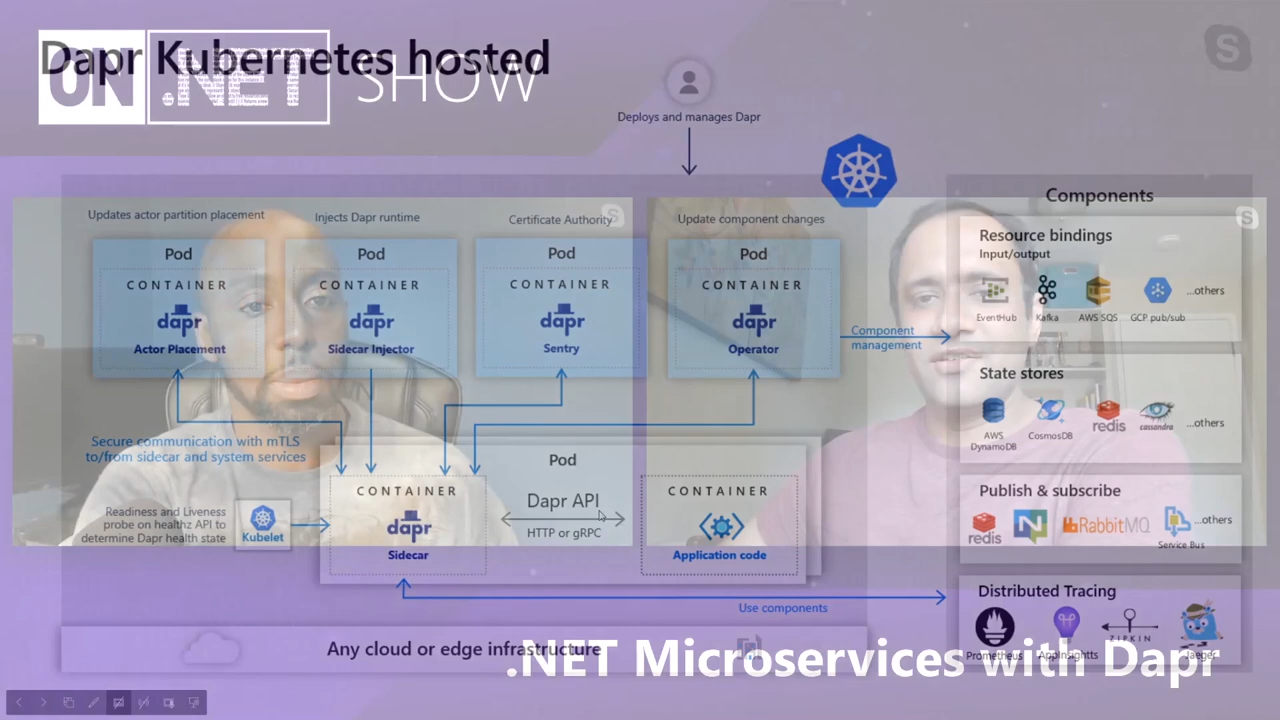 Dapr Kubernetes hosted
ON .NET SHOW
Deploys and manages Dapr
Updates actor partition placement
Injects Dapr runtime
Certificate Authority
Update component changes
Pod
CONTAINER
dapr
Actor Placement
Pod
CONTAINER
dapr
Sidecar Injector
Pod
CONTAINER
dapr
Sentry
Pod
CONTAINER
dapr
Operator
Component
management
Secure communication with mTLS
to/from sidecar and system services
Readiness and Liveness
probe on healthz API to
determine Dapr health state
Kubelet
Pod
CONTAINER
dapr
Sidecar
Dapr API
HTTP or gRPC
CONTAINER
Application code
Use components
Any cloud or edge infrastructure
Components
Resource bindings
Input/output
EventHub
Kafka
AWS SQS
GCP pub/sub
...others
State stores
AWS
DynamoDB
CosmosDB
redis
cassandra
...others
Publish & subscribe
redis
RabbitMQ
Service Bus
...others
Distributed Tracing
Prometheus
AppInsightts
ZIPKIN
Jaeger
.NET Microservices with Dapr